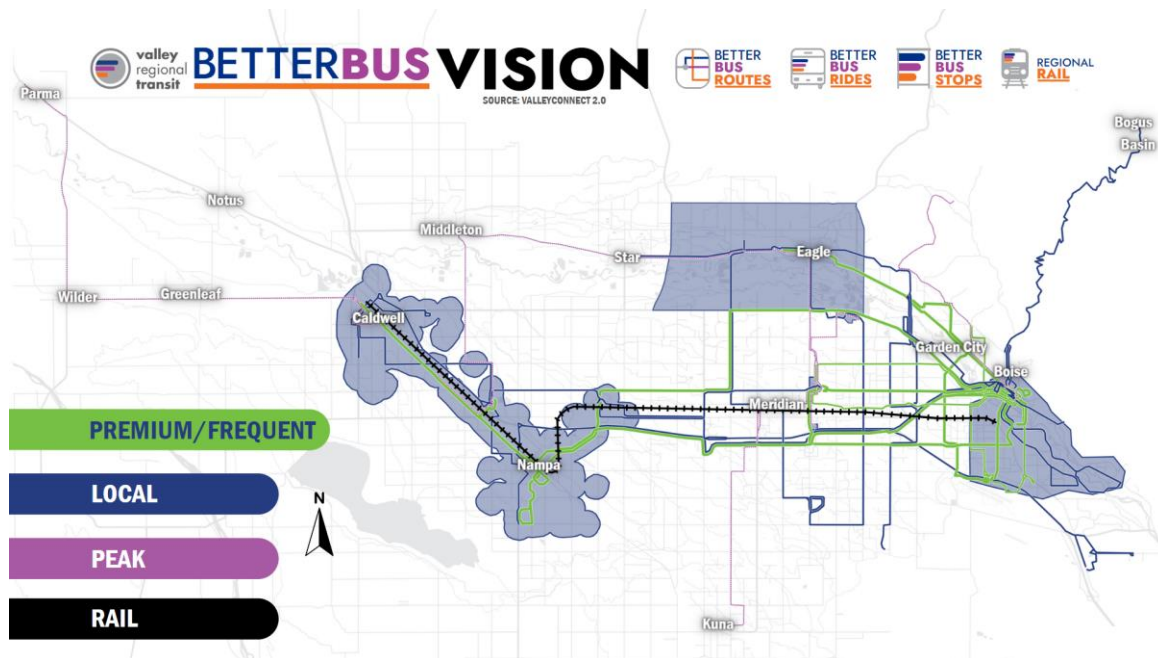 valley
regional
transit
BETTERBUS VISION
SOURCE: VALLEYCONNECT 2.0
BETTER
BUS
ROUTES
BETTER
BUS
RIDES
BETTER
BUS
STOPS
REGIONAL
RAIL
Parma
Bogus
Basin
Notus
Middleton
Star
Eagle
Wilder
Greenleaf
Caldwell
Garden City
Boise
Meridian
Nampa
Kuna
PREMIUM/FREQUENT
LOCAL
PEAK
RAIL
N